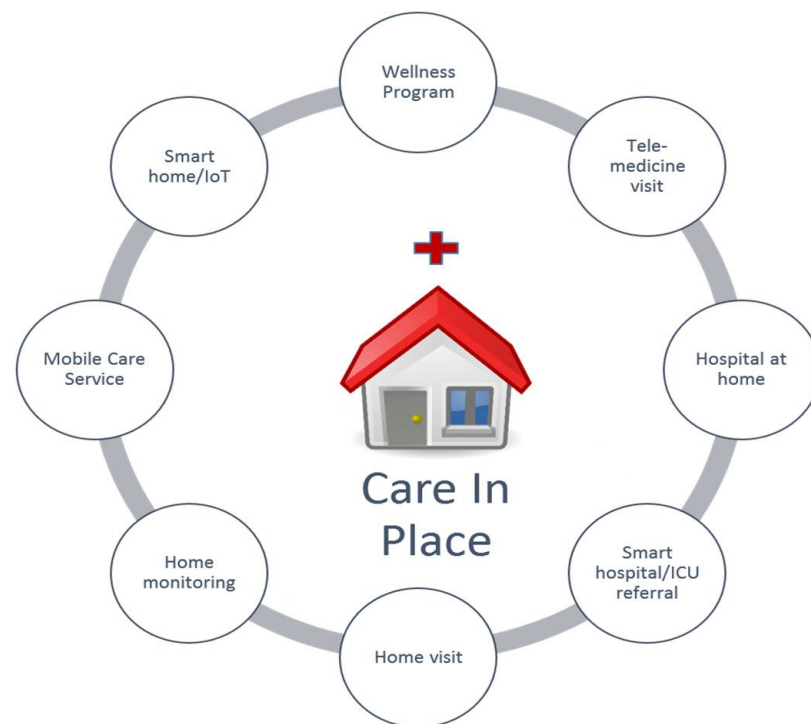 Wellness
Program
Tele-
medicine
visit
Hospital at
home
Smart
hospital/ICU
referral
Home visit
Home
monitoring
Mobile Care
Service
Smart
home/IoT
Care In
Place